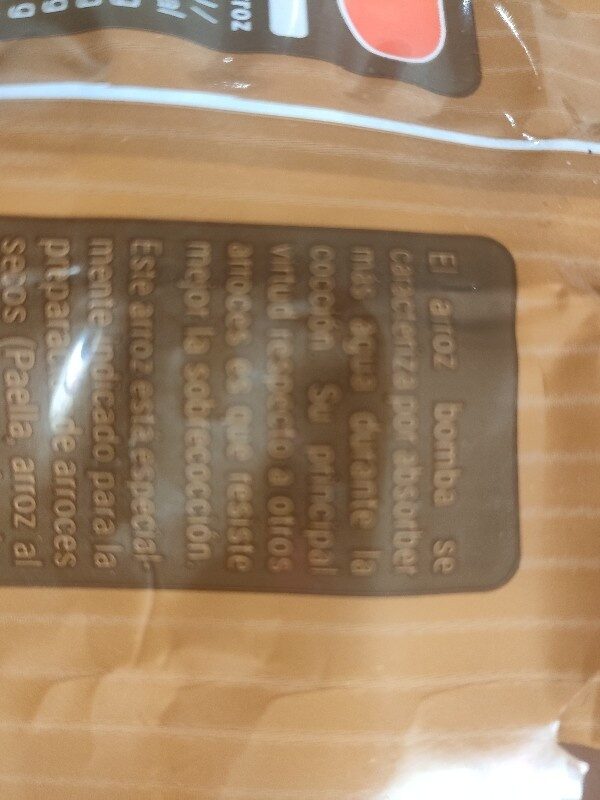 arroz
El arroz bomba se
caracteriza por absorber
más agua durante la
cocción. Su principal
virtud respecto a otros
arroces es que resiste
mejor la sobrecocción.
Este arroz está especial-
mente indicado para la
de arroces
secos (Paella, arroz al